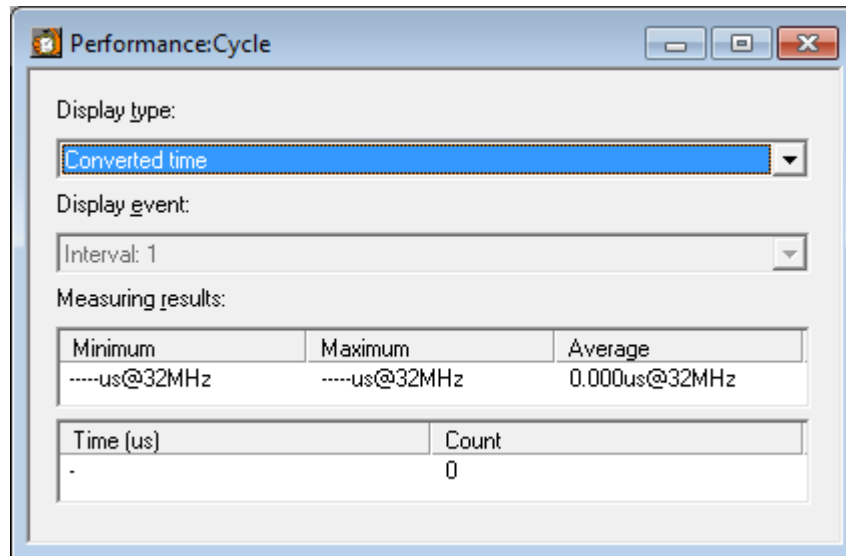 Performance:Cycle
Display type:
Converted time
Display event:
Interval: 1
Measuring results:
Minimum Maximum Average
-----us@32MHz -----us@32MHz 0.000us@32MHz
Time (us) Count
- 0